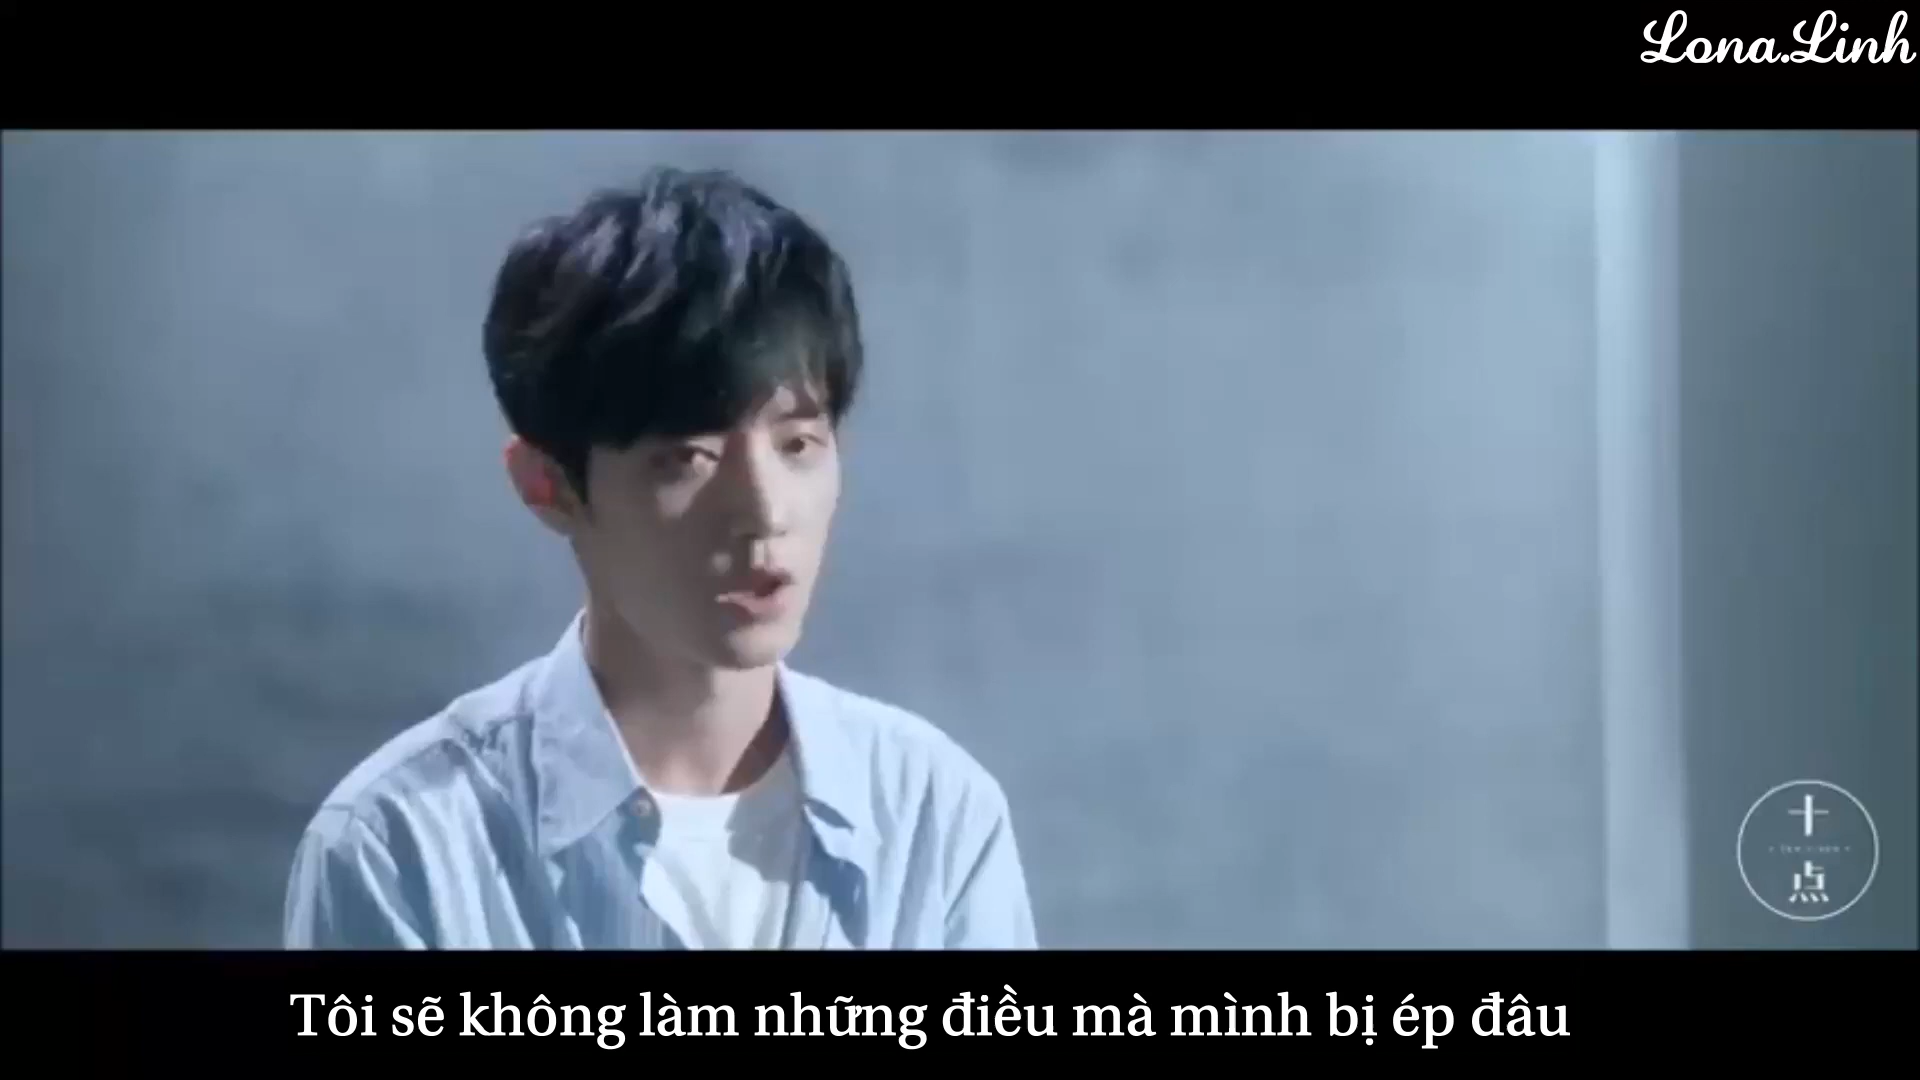 Lona.Linh
十
点
Tôi sẽ không làm những điều mà mình bị ép đâu